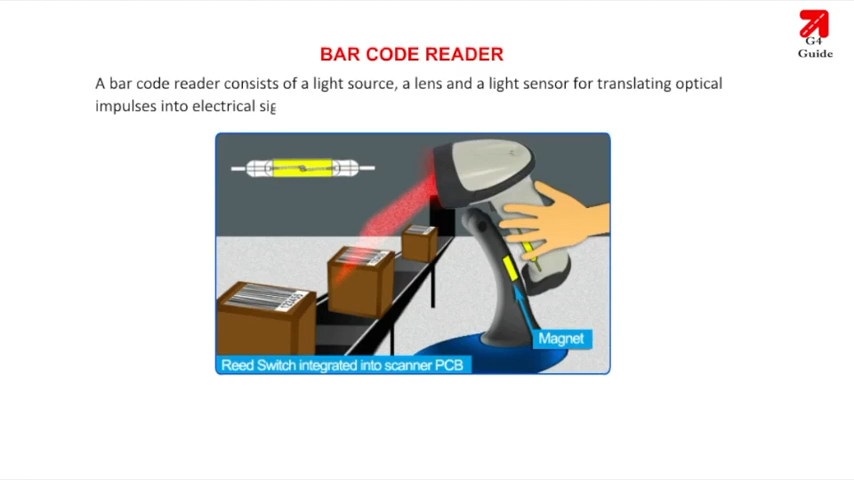 G4
Guide
BAR CODE READER
A bar code reader consists of a light source, a lens and a light sensor for translating optical
impulses into electrical sig
Magnet
Reed Switch integrated into scanner PCB